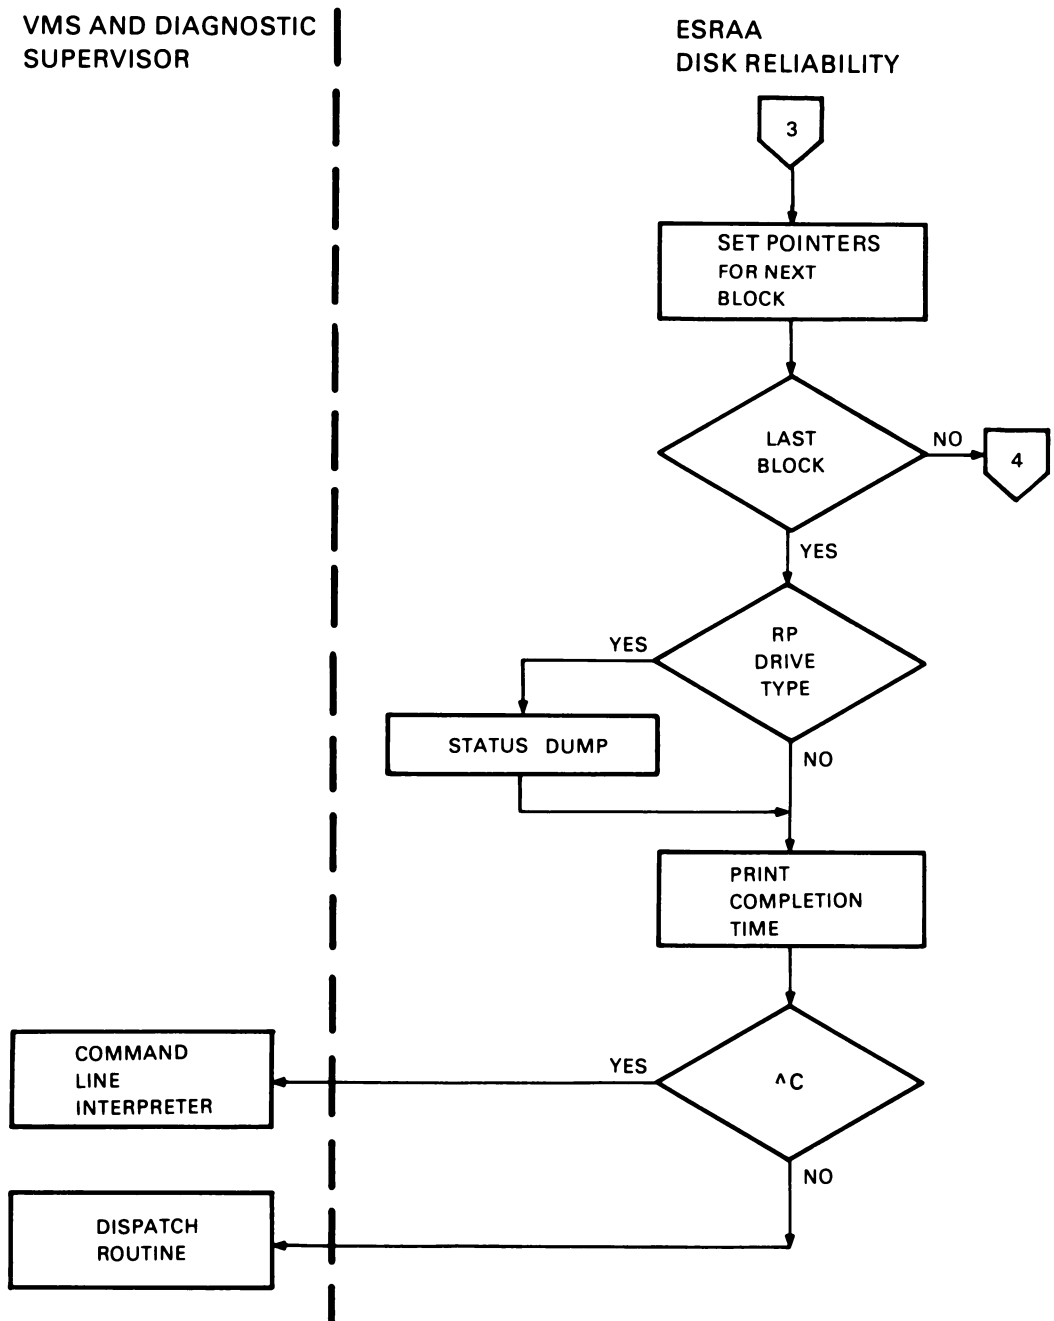 VMS AND DIAGNOSTIC
SUPERVISOR
ESRAA
DISK RELIABILITY
3
SET POINTERS
FOR NEXT
BLOCK
LAST
BLOCK
NO
4
YES
RP
DRIVE
TYPE
YES
STATUS DUMP
NO
PRINT
COMPLETION
TIME
^C
YES
COMMAND
LINE
INTERPRETER
NO
DISPATCH
ROUTINE